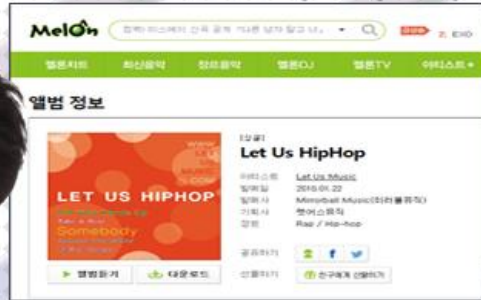 Melon
2. EXO
멜론차트 최신음악 장르음악 멜론DJ 멜론TV 아티스트+
앨범 정보
[싱글]
Let Us HipHop
아티스트 Let Us Music
발매일 2015.01.22
발매사 Mirrorball Music(미러볼뮤직)
기획사 렛어스뮤직
장르 Rap / Hip-hop
공유하기
선물하기 친구에게 선물하기
WWW.
LET
US
MUSIC
.COM
LET US HIPHOP
Somebody
앨범듣기 다운로드